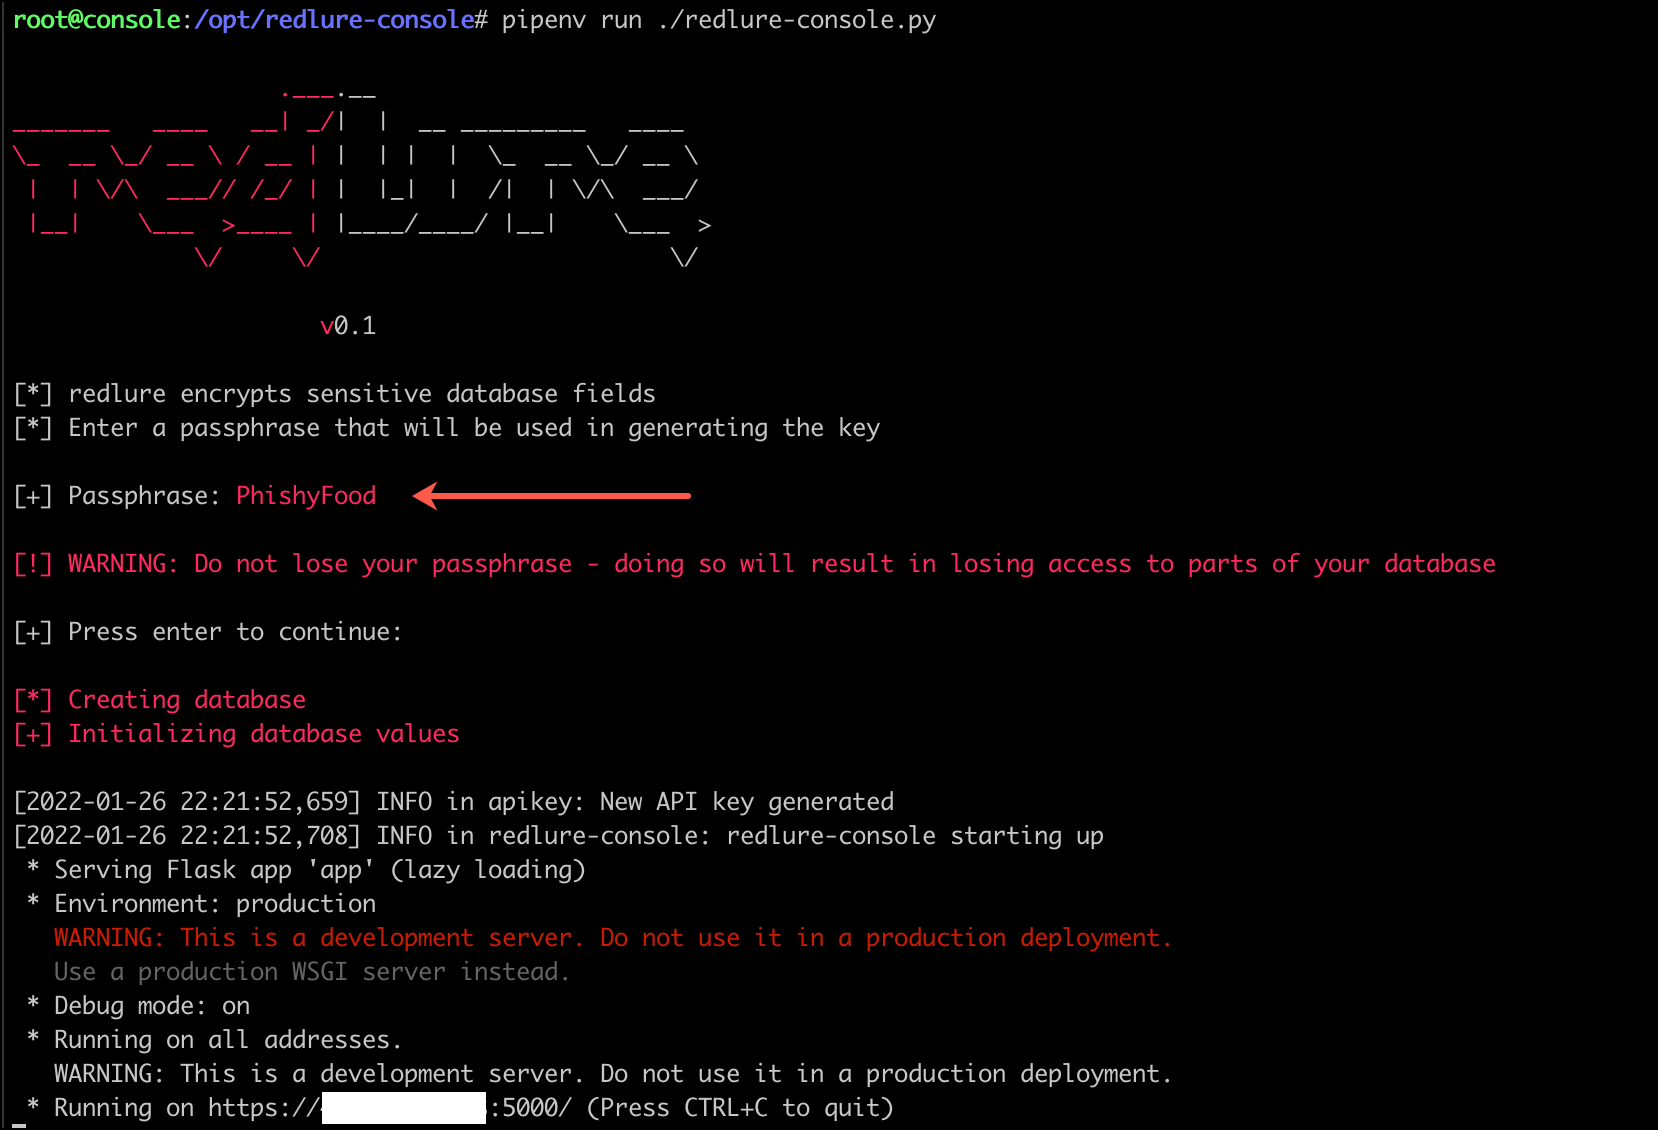 root@console:/opt/redlure-console# pipenv run ./redlure-console.py
redlure
v0.1
[*] redlure encrypts sensitive database fields
[*] Enter a passphrase that will be used in generating the key
[+] Passphrase: PhishyFood
[!] WARNING: Do not lose your passphrase - doing so will result in losing access to parts of your database
[+] Press enter to continue:
[*] Creating database
[+] Initializing database values
[2022-01-26 22:21:52,659] INFO in apikey: New API key generated
[2022-01-26 22:21:52,708] INFO in redlure-console: redlure-console starting up
* Serving Flask app 'app' (lazy loading)
* Environment: production
WARNING: This is a development server. Do not use it in a production deployment.
Use a production WSGI server instead.
* Debug mode: on
* Running on all addresses.
WARNING: This is a development server. Do not use it in a production deployment.
* Running on https:// :5000/ (Press CTRL+C to quit)